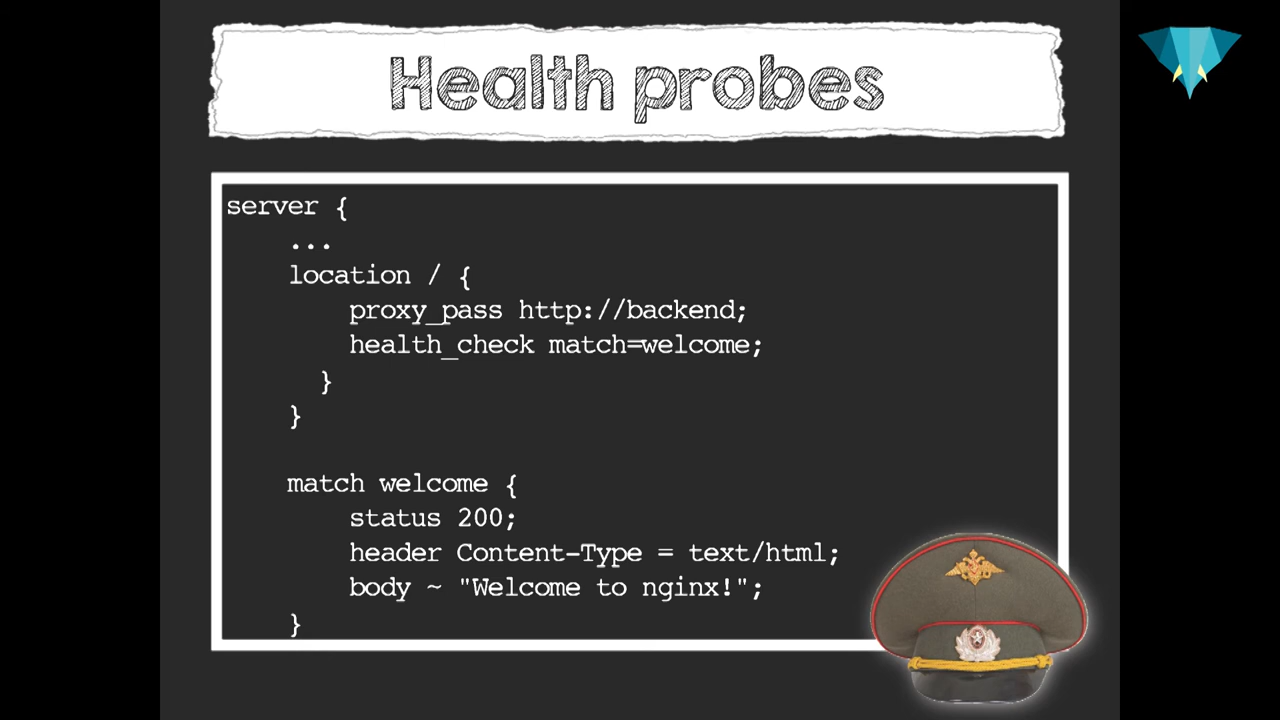 Health probes
server {
...
location / {
proxy_pass http://backend;
health_check match=welcome;
}
}
match welcome {
status 200;
header Content-Type = text/html;
body ~ "Welcome to nginx!";
}